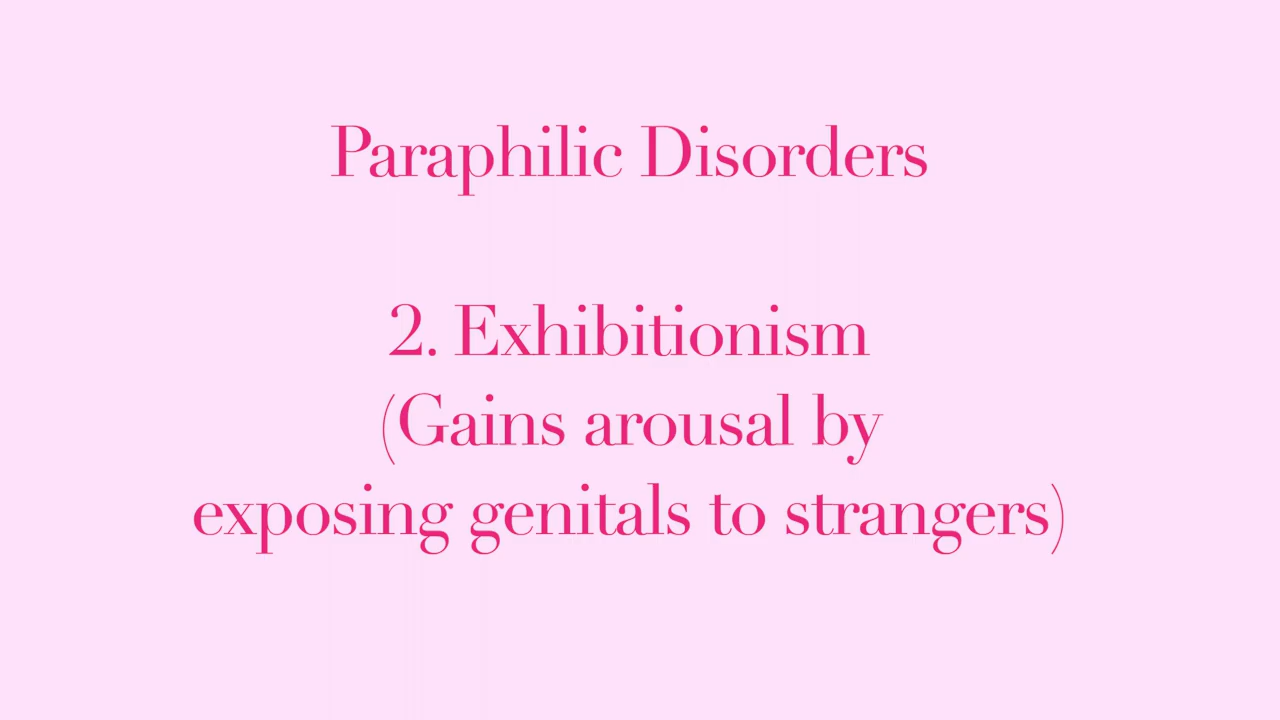 Paraphilic Disorders
2. Exhibitionism
(Gains arousal by
exposing genitals to strangers)